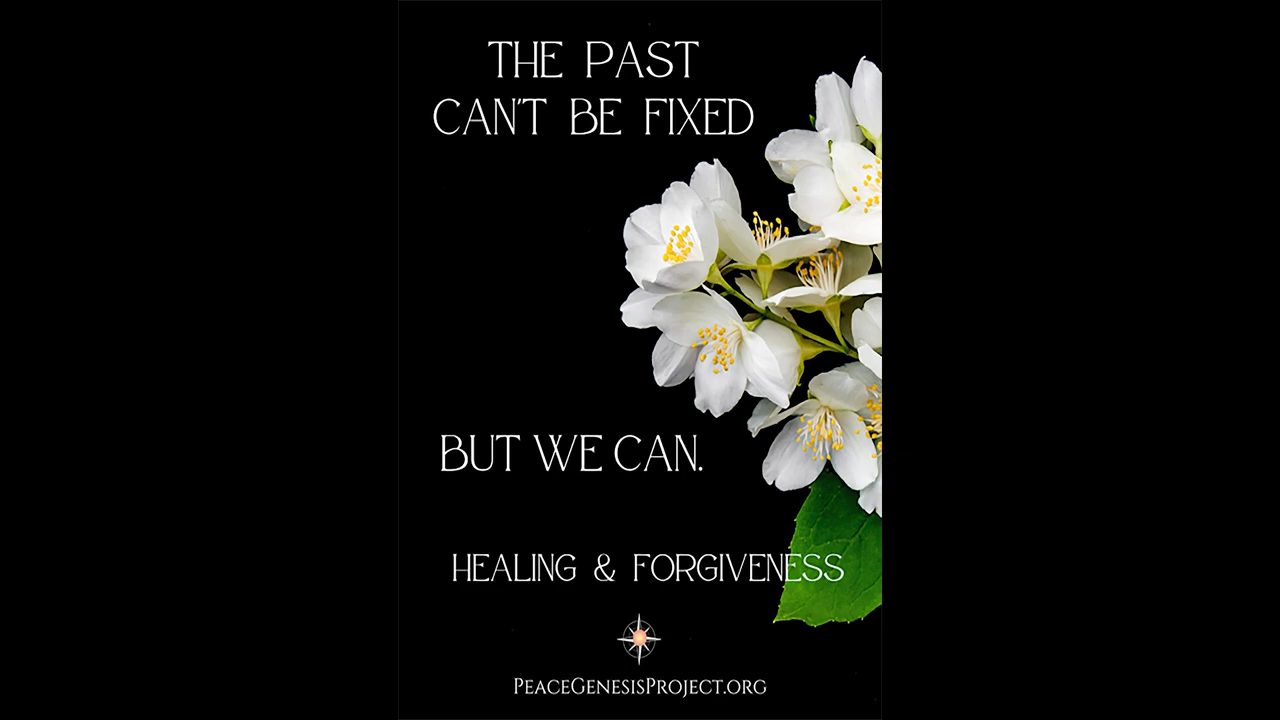 THE PAST
CAN'T BE FIXED
BUT WE CAN.
HEALING & FORGIVENESS
PEACEGENESISPROJECT.ORG